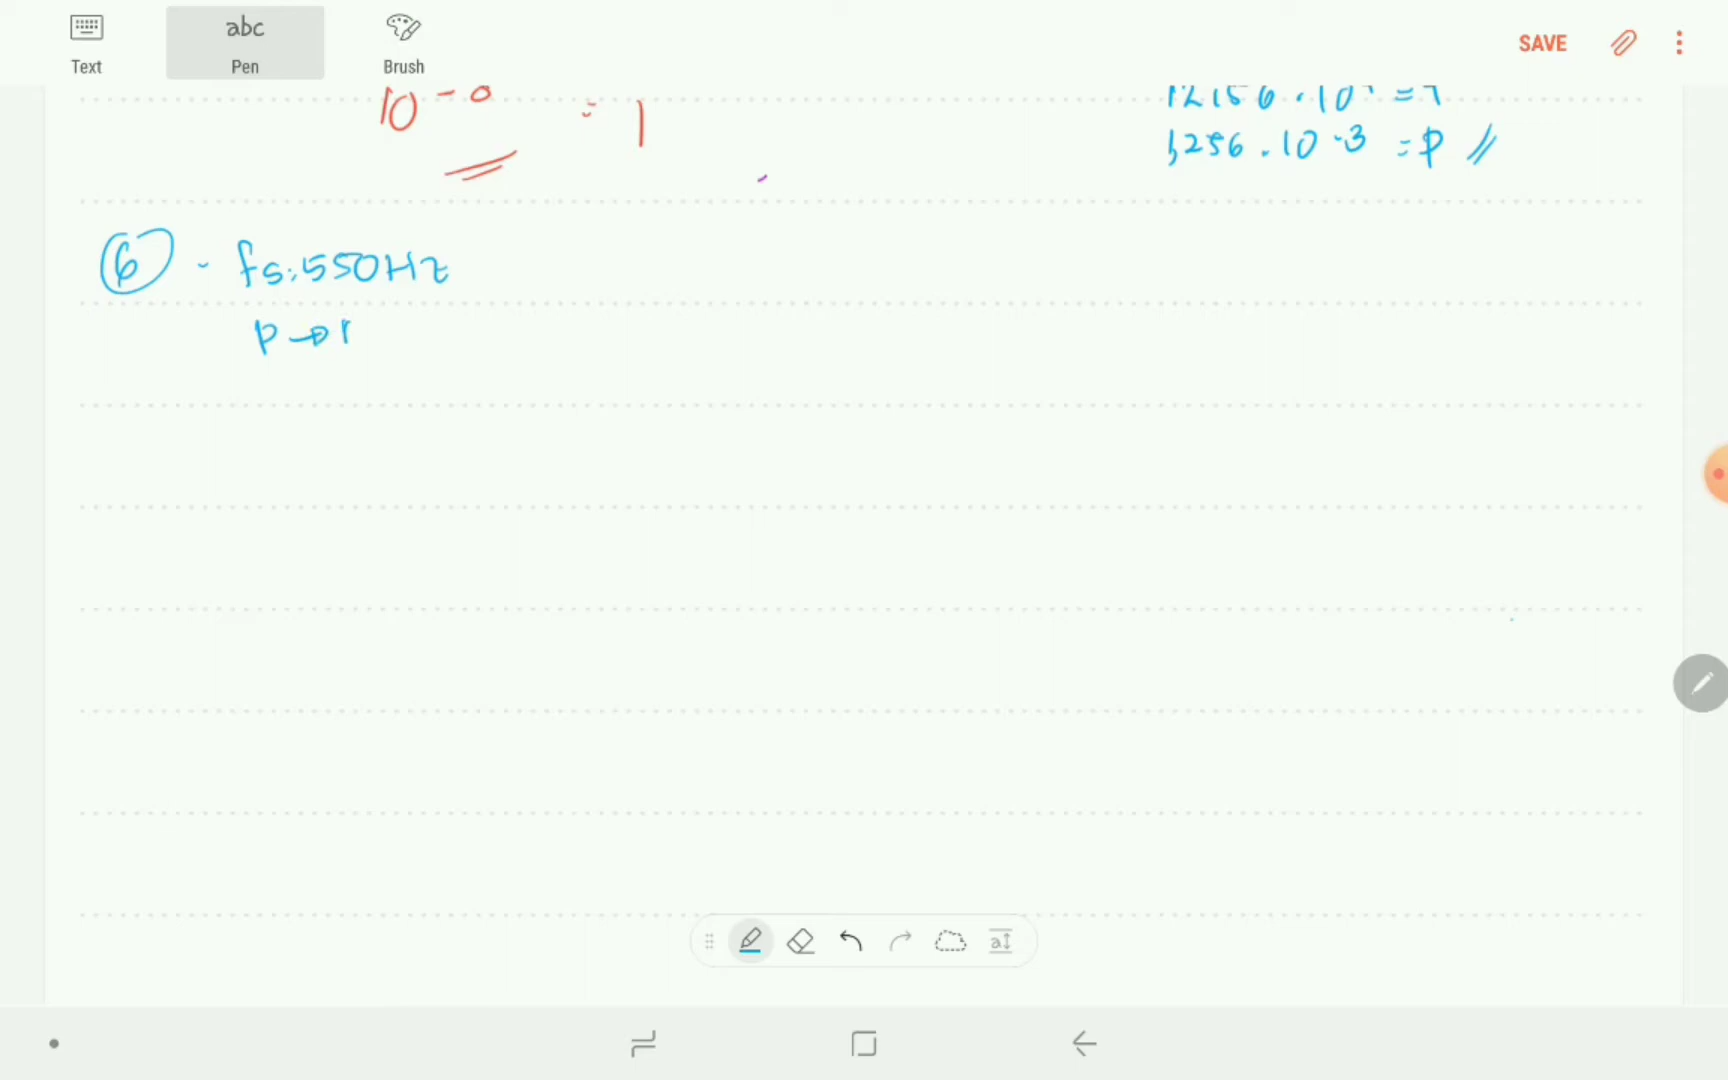 Text
abc
Pen
Brush
SAVE
10
= 1
1,256 . 10 -3 = P //
6 - fs: 550Hz
P → r
a